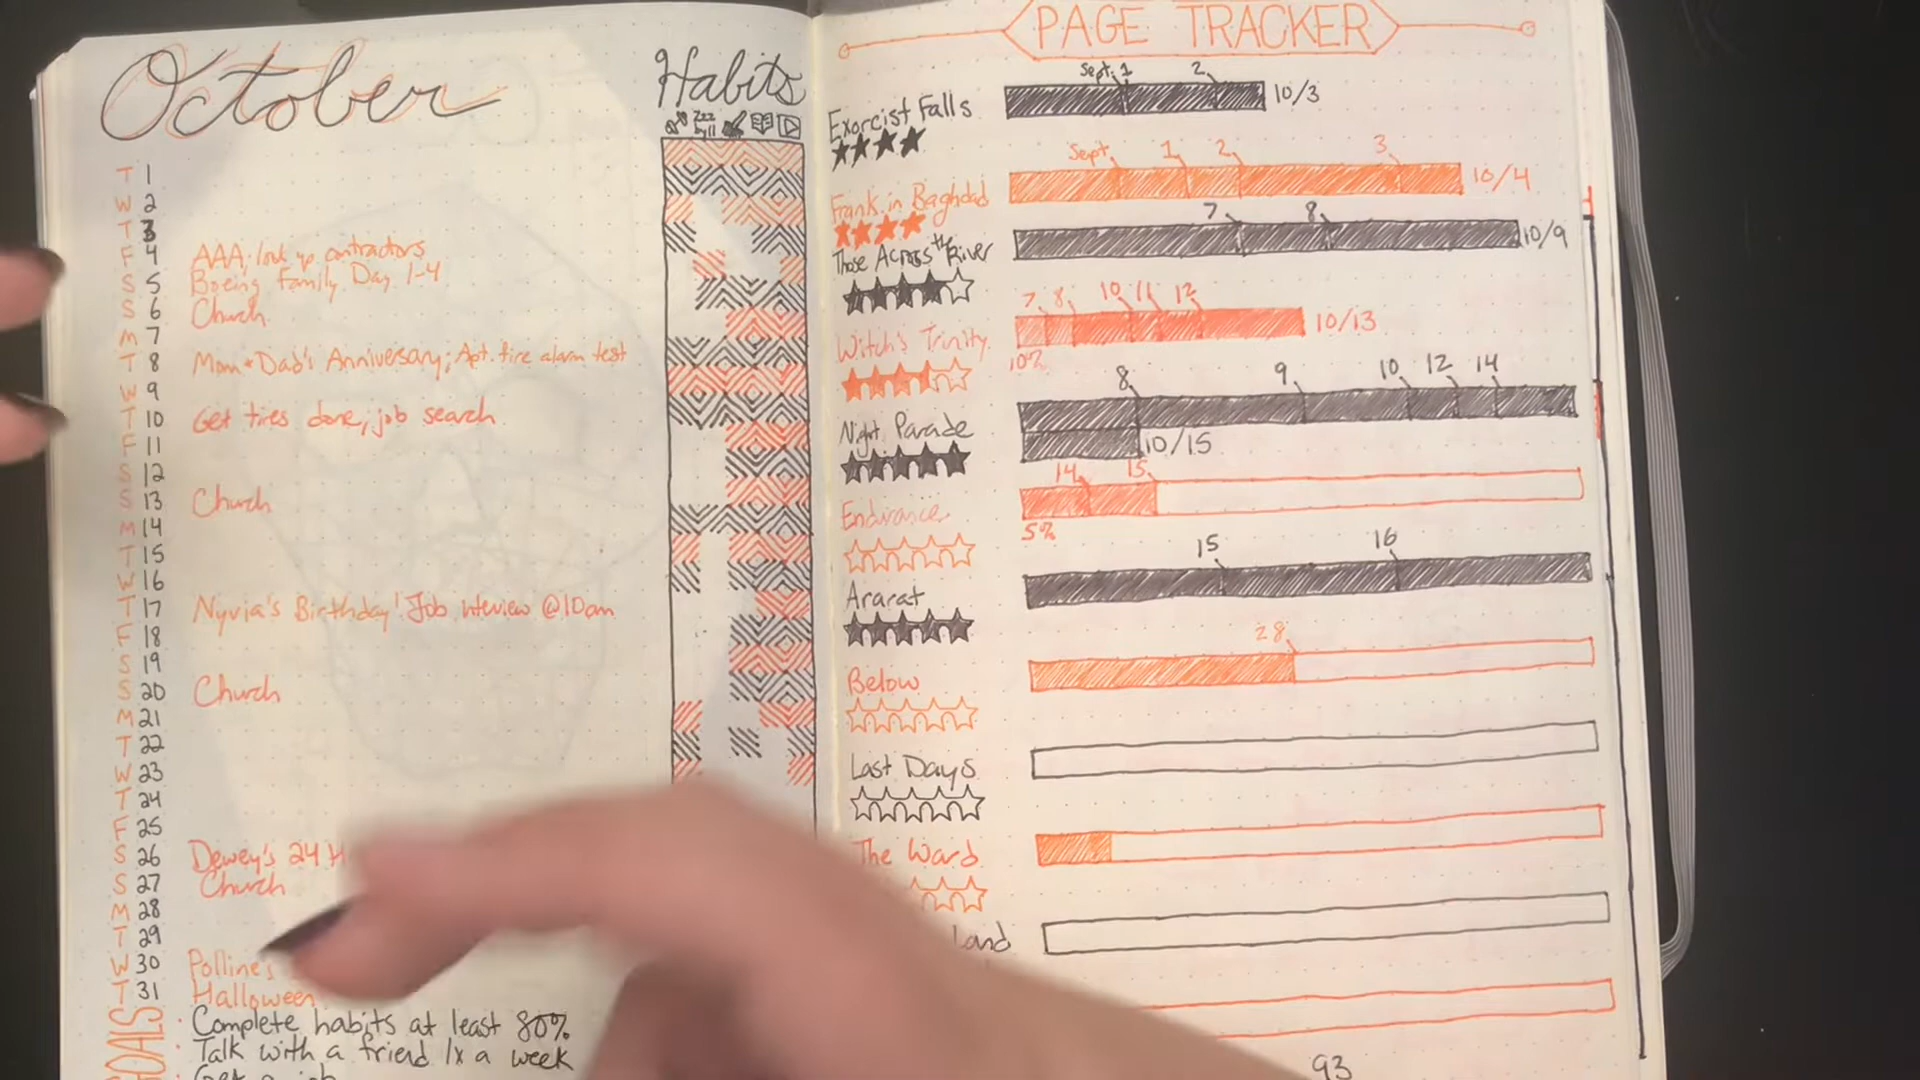 October
Habits
Zzz
by 11
T 1
W 2
T 3
F 4 AAA; look up contractors
S 5 Boeing Family Day 1-4
S 6 Church
M 7
T 8 Mom + Dad's Anniversary; Apt. fire alarm test
W 9
T 10 Get tires done, job search
F 11
S 12
S 13 Church
M 14
T 15
W 16
T 17 Nyvia's Birthday! Job interview @10am
F 18
S 19
S 20 Church
M 21
T 22
W 23
T 24
F 25
S 26 Dewey's 24 H
S 27 Church
M 28
T 29
W 30 Polline's
T 31 Halloween
GOALS
Complete habits at least 80%
Talk with a friend 1x a week
Get a job
PAGE TRACKER
Sept. 1 2
Exorcist Falls 10/3
Sept. 1 2 3
Frank. in Baghdad 10/4
7 8
Those Across the River 10/9
7 8 10 11 12
Witch's Trinity 10/13
10%
8 9 10 12 14
Night Parade
10/15
14 15
Endurance
5%
15 16
Ararat
28
Below
Last Days
The Ward
Land
93